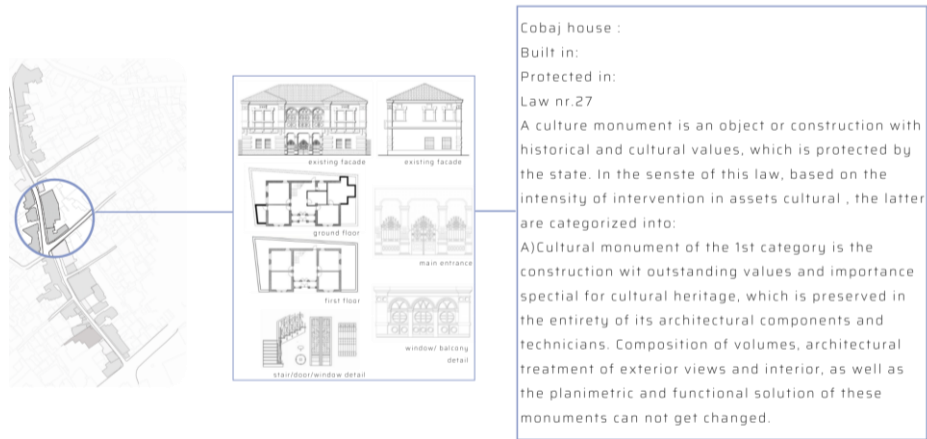 existing facade
existing facade
ground floor
main entrance
first floor
window/ balcony
detail
stair/door/window detail
Cobaj house :
Built in:
Protected in:
Law nr.27
A culture monument is an object or construction with
historical and cultural values, which is protected by
the state. In the senste of this law, based on the
intensity of intervention in assets cultural , the latter
are categorized into:
A)Cultural monument of the 1st category is the
construction wit outstanding values and importance
spectial for cultural heritage, which is preserved in
the entirety of its architectural components and
technicians. Composition of volumes, architectural
treatment of exterior views and interior, as well as
the planimetric and functional solution of these
monuments can not get changed.